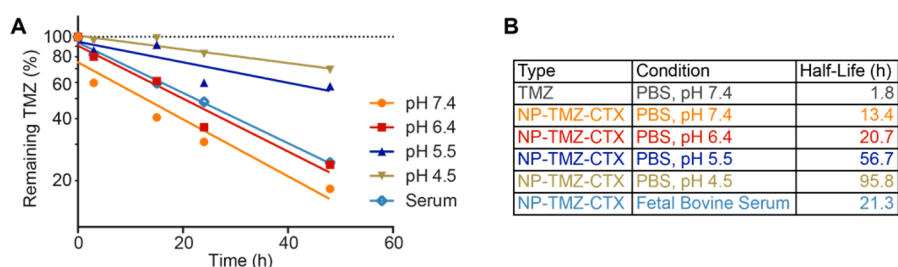 A
Remaining TMZ (%)
100
80
60
40
20
0
20
40
60
Time (h)
pH 7.4
pH 6.4
pH 5.5
pH 4.5
Serum
B
Type Condition Half-Life (h)
TMZ PBS, pH 7.4 1.8
NP-TMZ-CTX PBS, pH 7.4 13.4
NP-TMZ-CTX PBS, pH 6.4 20.7
NP-TMZ-CTX PBS, pH 5.5 56.7
NP-TMZ-CTX PBS, pH 4.5 95.8
NP-TMZ-CTX Fetal Bovine Serum 21.3